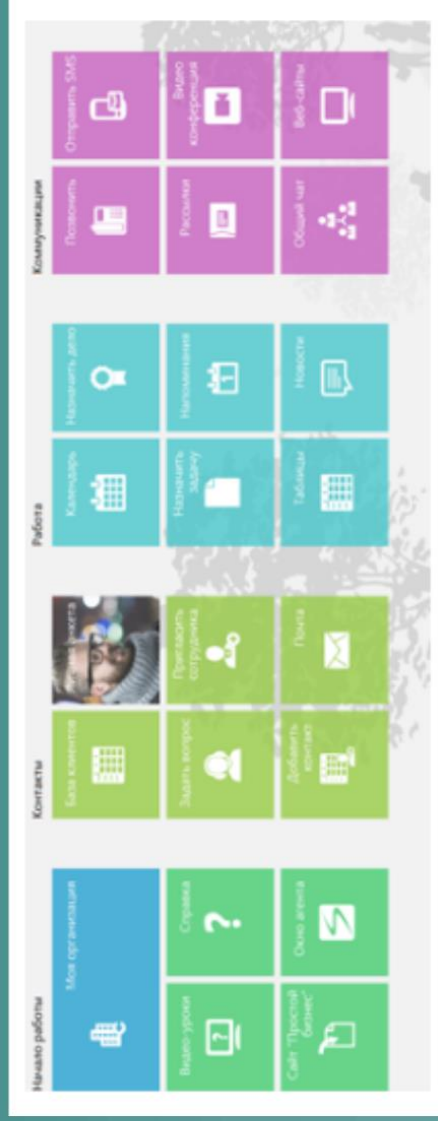 Начало работы
Моя организация
Видео-уроки
Справка
?
?
Сайт "Простой
бизнес"
Окно агента
Контакты
База клиентов
анкета
Задать вопрос
Пригласить
сотрудника
Добавить
контакт
Почта
Работа
Календарь
Назначить дело
Назначить
задачу
Напоминания
1
Таблицы
Новости
Коммуникации
Позвонить
Отправить SMS
Рассылки
Видео
конференция
Общий чат
Веб-сайты